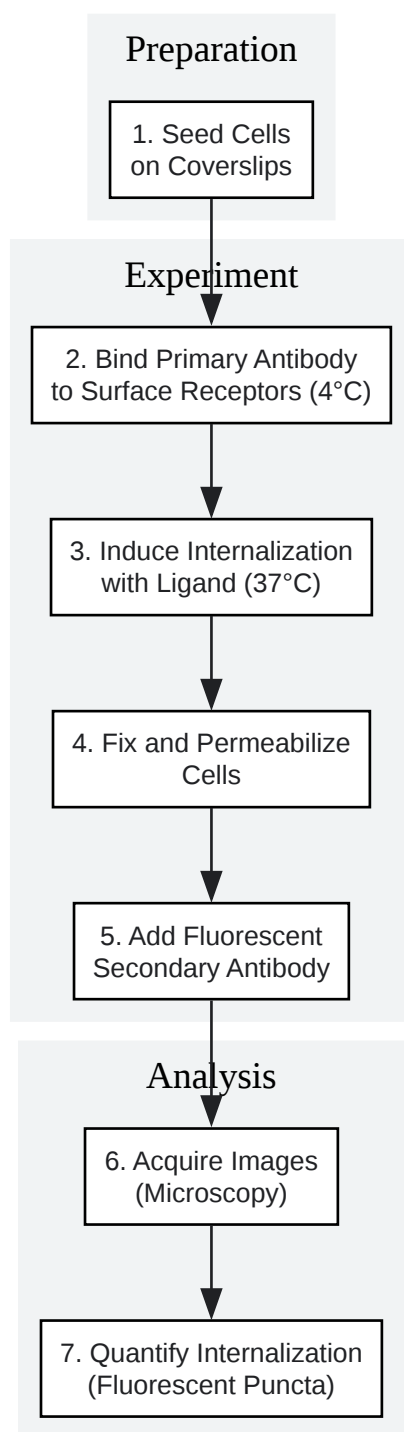 Preparation
1. Seed Cells
on Coverslips
Experiment
2. Bind Primary Antibody
to Surface Receptors (4°C)
3. Induce Internalization
with Ligand (37°C)
4. Fix and Permeabilize
Cells
5. Add Fluorescent
Secondary Antibody
Analysis
6. Acquire Images
(Microscopy)
7. Quantify Internalization
(Fluorescent Puncta)